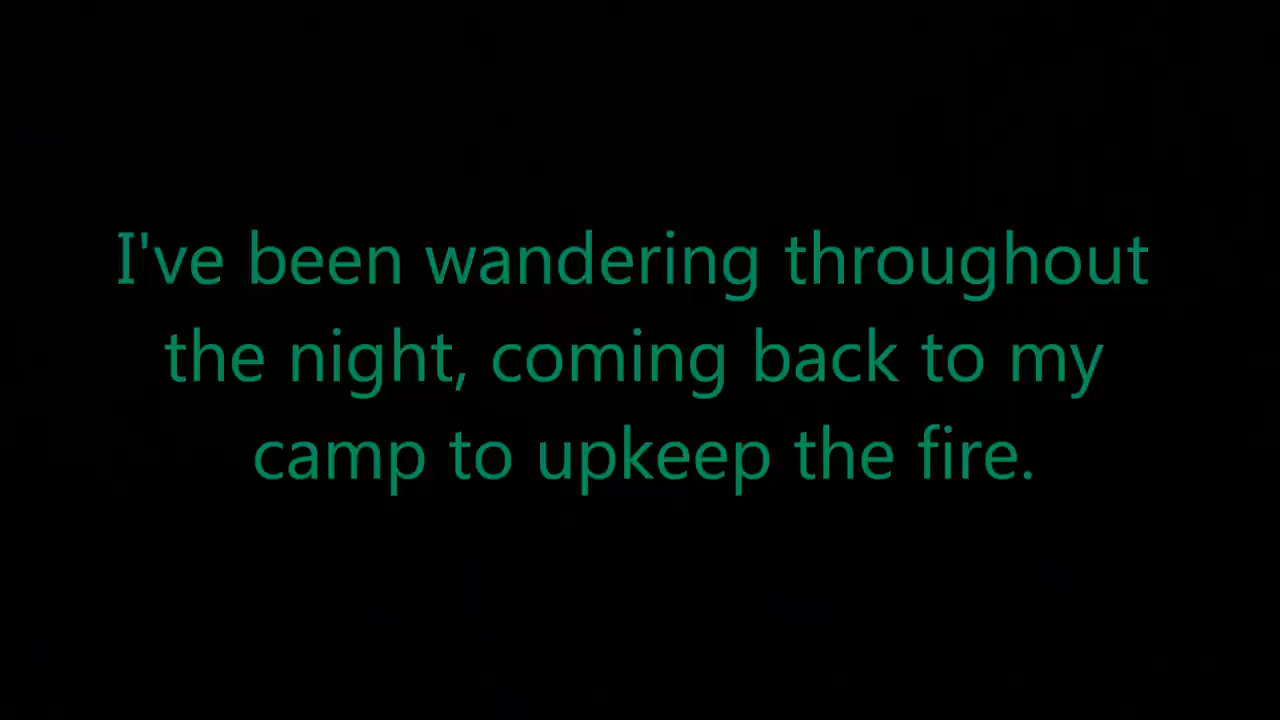 I've been wandering throughout
the night, coming back to my
camp to upkeep the fire.